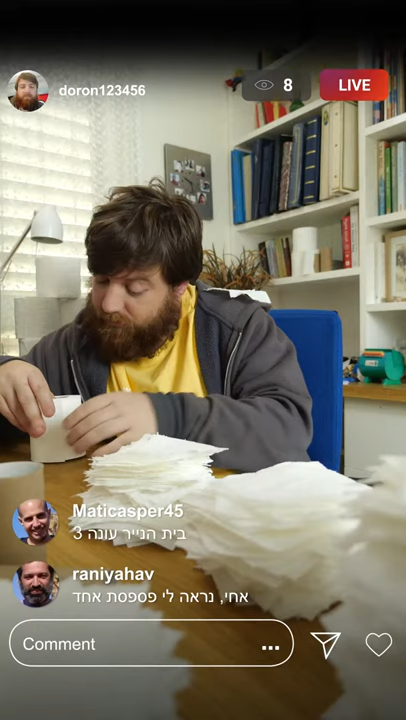 doron123456
8
LIVE
Maticasper45
בית הנייר עונה 3
raniyahav
אחי, נראה לי פספסת אחד
Comment